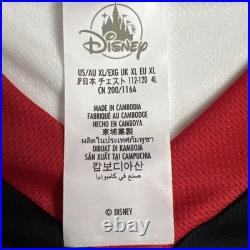 Disney
US/AU XL/EXG UK XL EU XL
JP 日本 チェスト 112-120 4L
CN 200/116A
MADE IN CAMBODIA
FABRIQUÉ AU CAMBODGE
HECHO EN CAMBOYA
柬埔寨製
ผลิตในประเทศกัมพูชา
DIBUAT DI KAMBOJA
SẢN XUẤT TẠI CAMPUCHIA
캄보디아산
صنع في كامبوديا
© DISNEY